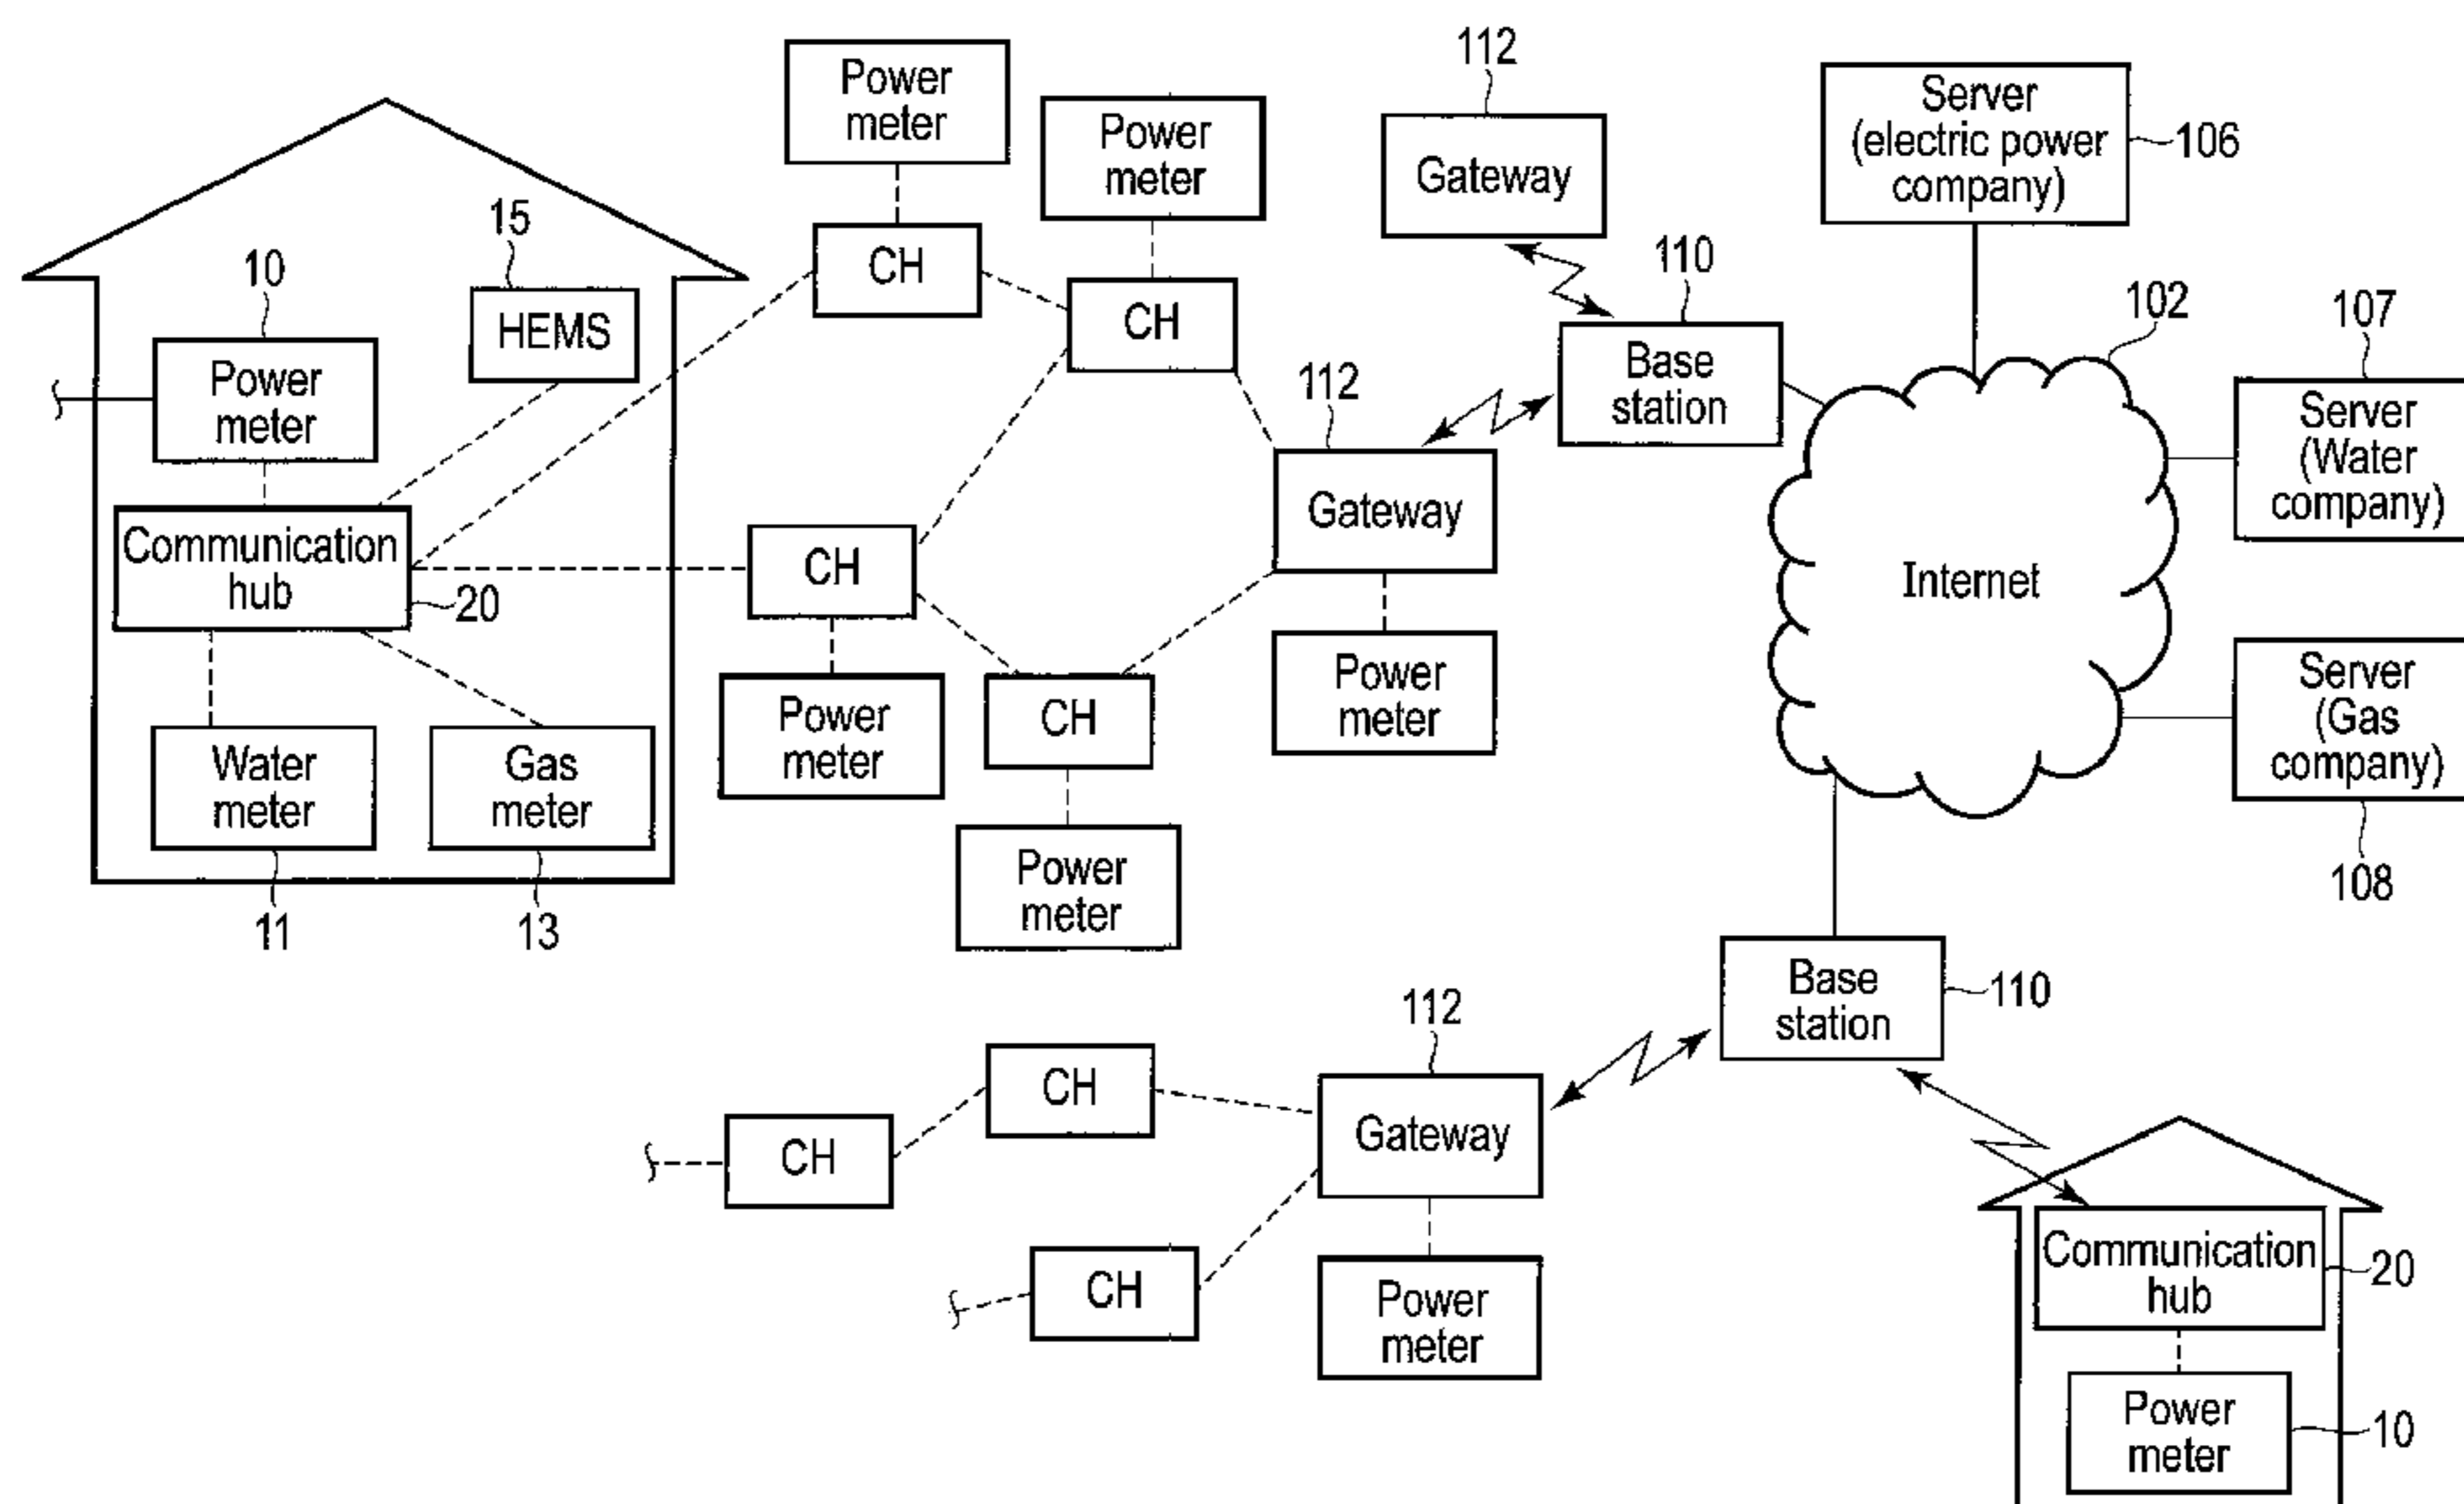 112
Power
meter
Power
meter
Gateway
Server
(electric power
company)
106
15
10
CH
110
102
107
HEMS
CH
Base
station
Server
(Water
company)
Power
meter
112
Communication
hub
20
CH
Gateway
Internet
Power
meter
Server
(Gas
company)
Power
meter
CH
Water
meter
Gas
meter
Power
meter
108
11
13
Base
station
110
112
CH
CH
Gateway
CH
Power
meter
Communication
hub
20
Power
meter
10